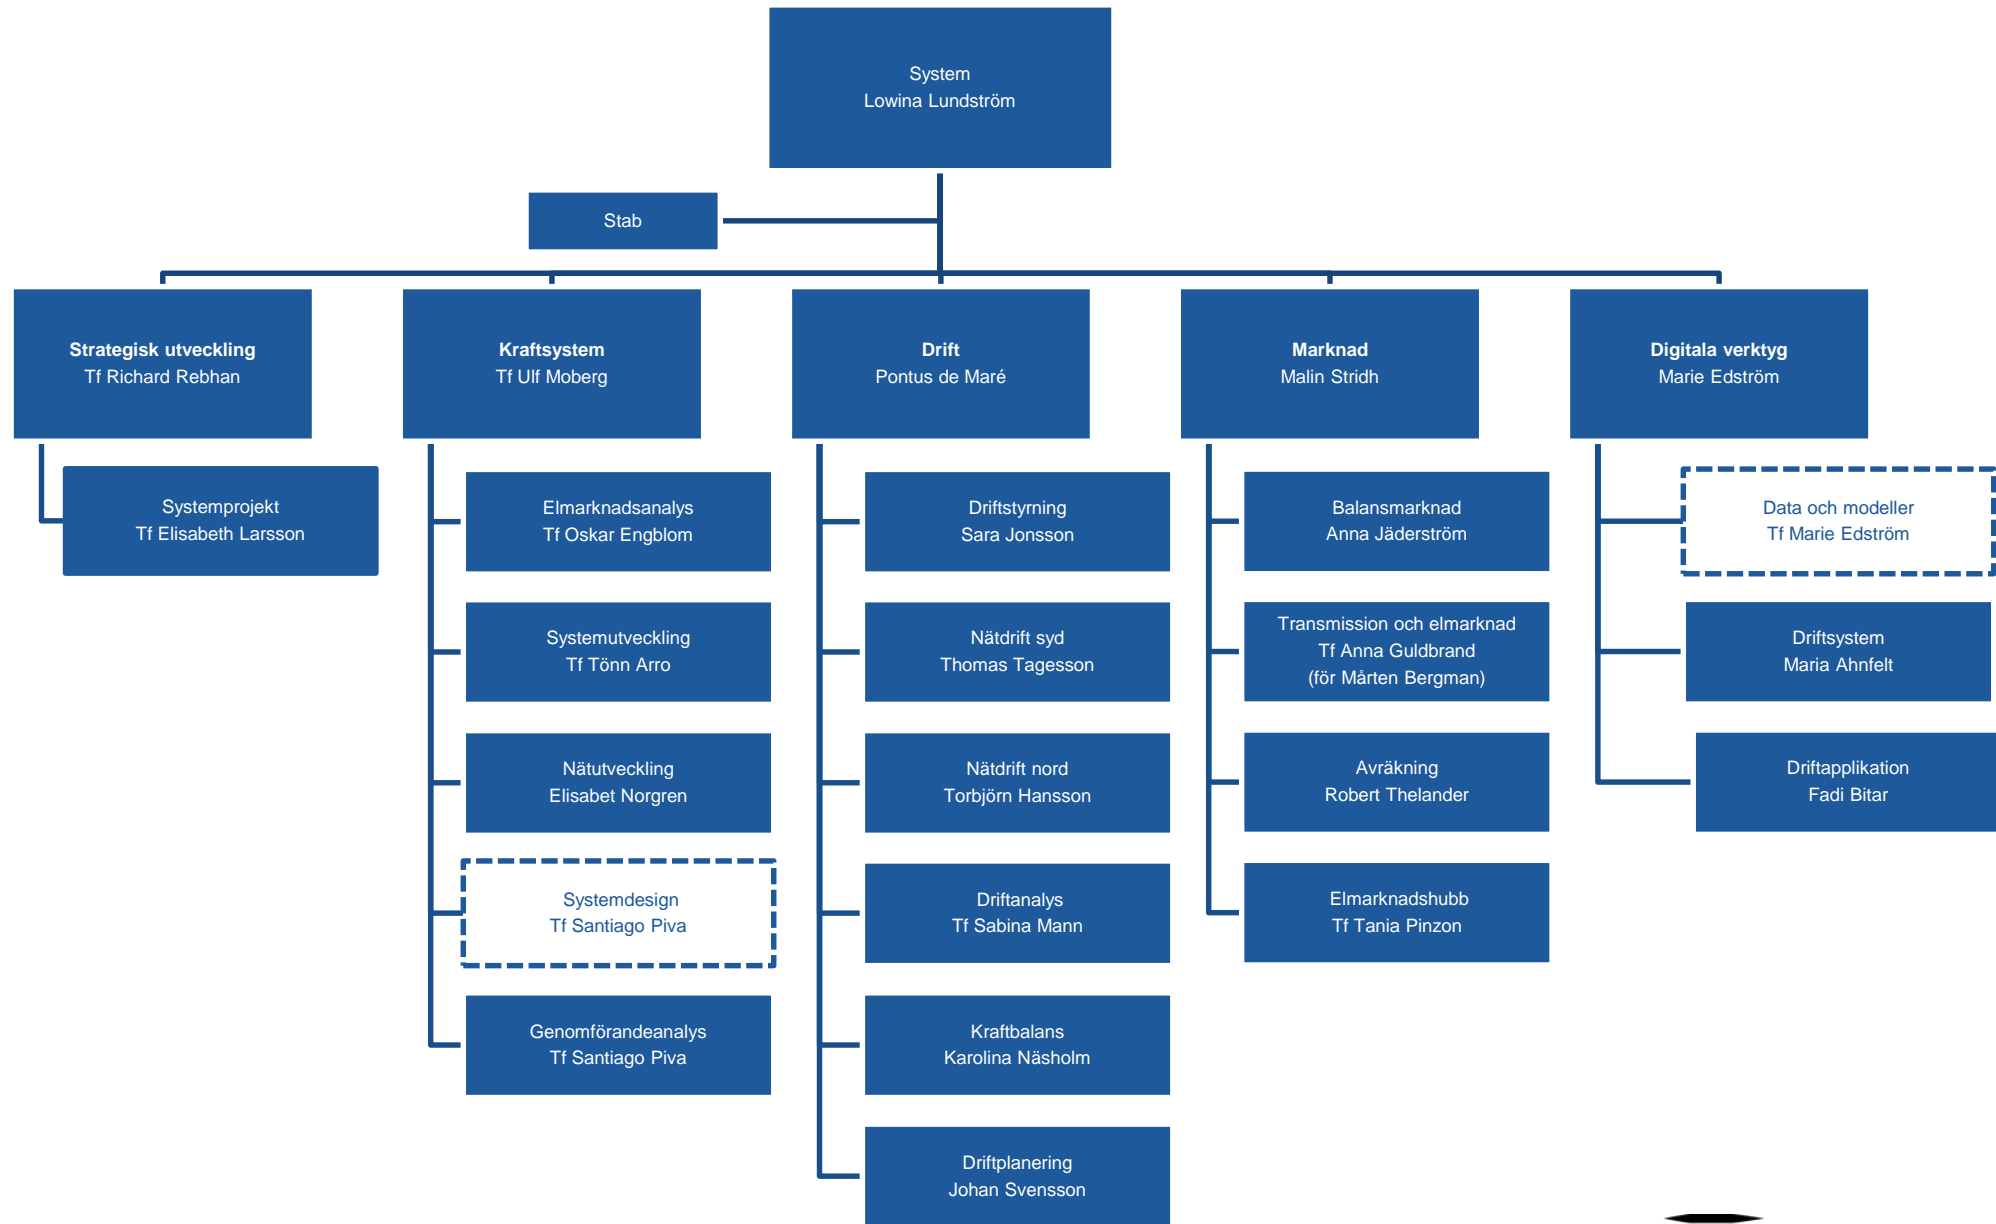 System
Lowina Lundström
Stab
Strategisk utveckling
Tf Richard Rebhan
Systemprojekt
Tf Elisabeth Larsson
Kraftsystem
Tf Ulf Moberg
Elmarknadsanalys
Tf Oskar Engblom
Systemutveckling
Tf Tönn Arro
Nätutveckling
Elisabet Norgren
Systemdesign
Tf Santiago Piva
Genomförandeanalys
Tf Santiago Piva
Drift
Pontus de Maré
Driftstyrning
Sara Jonsson
Nätdrift syd
Thomas Tagesson
Nätdrift nord
Torbjörn Hansson
Driftanalys
Tf Sabina Mann
Kraftbalans
Karolina Näsholm
Driftplanering
Johan Svensson
Marknad
Malin Stridh
Balansmarknad
Anna Jäderström
Transmission och elmarknad
Tf Anna Guldbrand
(för Mårten Bergman)
Avräkning
Robert Thelander
Elmarknadshubb
Tf Tania Pinzon
Digitala verktyg
Marie Edström
Data och modeller
Tf Marie Edström
Driftsystem
Maria Ahnfelt
Driftapplikation
Fadi Bitar